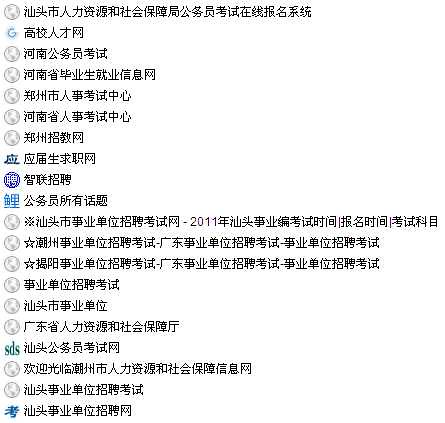 汕头市人力资源和社会保障局公务员考试在线报名系统
高校人才网
河南公务员考试
河南省毕业生就业信息网
郑州市人事考试中心
河南省人事考试中心
郑州招教网
应 应届生求职网
智联招聘
鲤 公务员所有话题
※汕头市事业单位招聘考试网 - 2011年汕头事业编考试时间|报名时间|考试科目
☆潮州事业单位招聘考试-广东事业单位招聘考试-事业单位招聘考试
☆揭阳事业单位招聘考试-广东事业单位招聘考试-事业单位招聘考试
事业单位招聘考试
汕头市事业单位
广东省人力资源和社会保障厅
sds 汕头公务员考试网
欢迎光临潮州市人力资源和社会保障信息网
汕头事业单位招聘考试
考 汕头事业单位招聘网